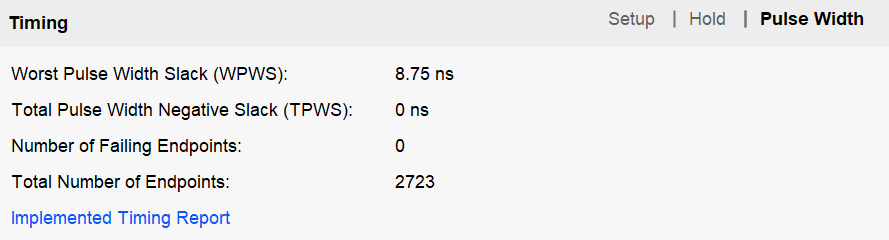 Timing Setup | Hold | Pulse Width
Worst Pulse Width Slack (WPWS): 8.75 ns
Total Pulse Width Negative Slack (TPWS): 0 ns
Number of Failing Endpoints: 0
Total Number of Endpoints: 2723
Implemented Timing Report